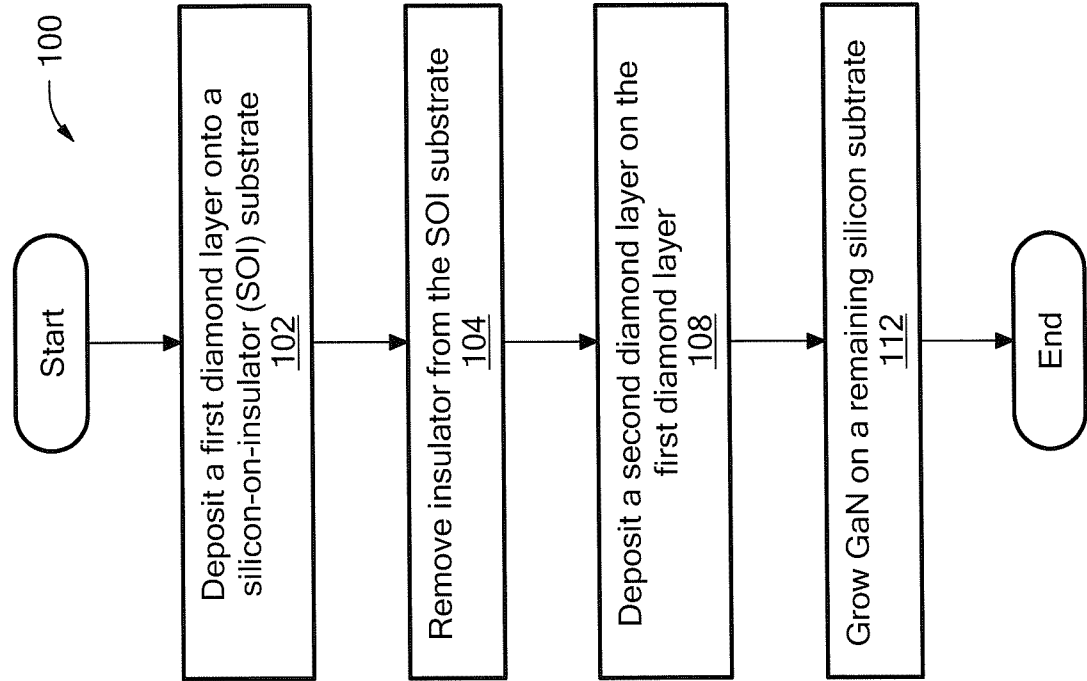 100
Start
Deposit a first diamond layer onto a
silicon-on-insulator (SOI) substrate
102
Remove insulator from the SOI substrate
104
Deposit a second diamond layer on the
first diamond layer
108
Grow GaN on a remaining silicon subtrate
112
End